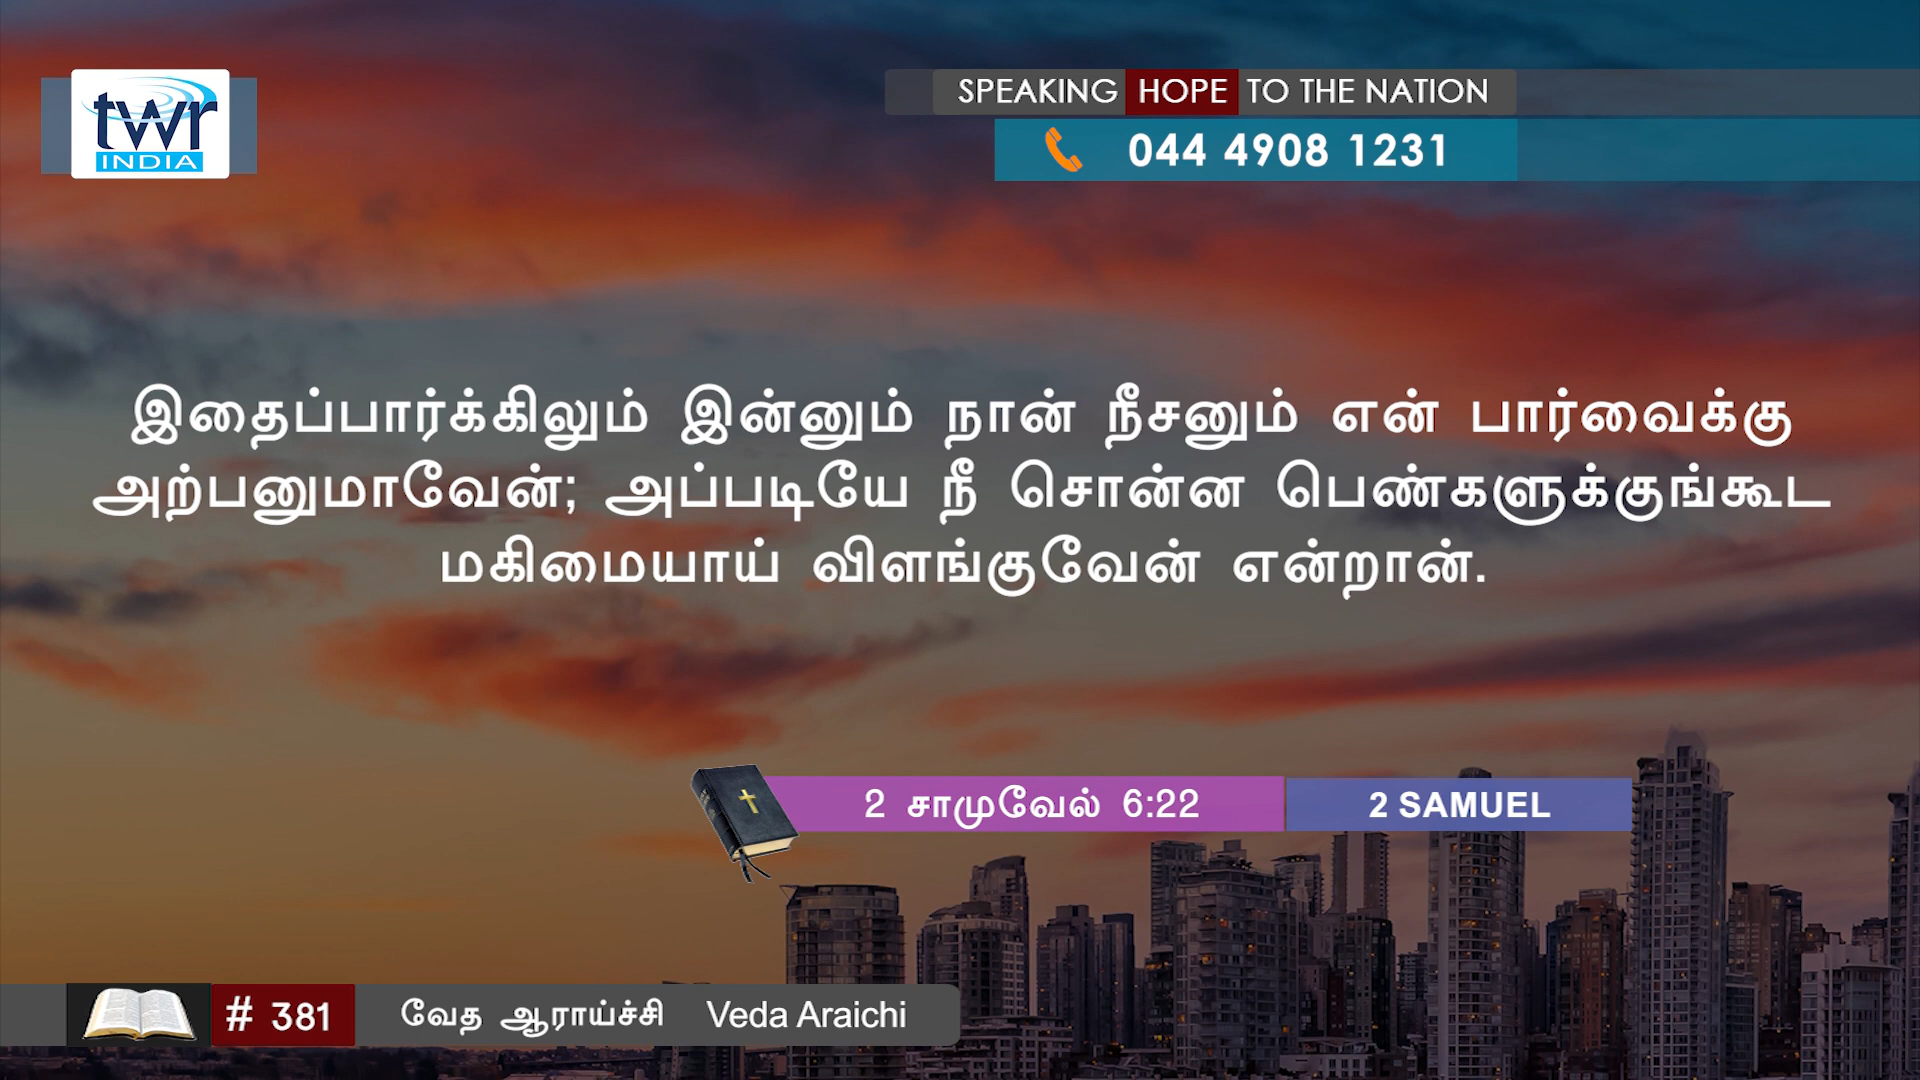 twr
INDIA
SPEAKING HOPE TO THE NATION
044 4908 1231
இதைப்பார்க்கிலும் இன்னும் நான் நீசனும் என் பார்வைக்கு
அற்பனுமாவேன்; அப்படியே நீ சொன்ன பெண்களுக்குங்கூட
மகிமையாய் விளங்குவேன் என்றான்.
2 சாமுவேல் 6:22
2 SAMUEL
# 381 வேத ஆராய்ச்சி Veda Araichi